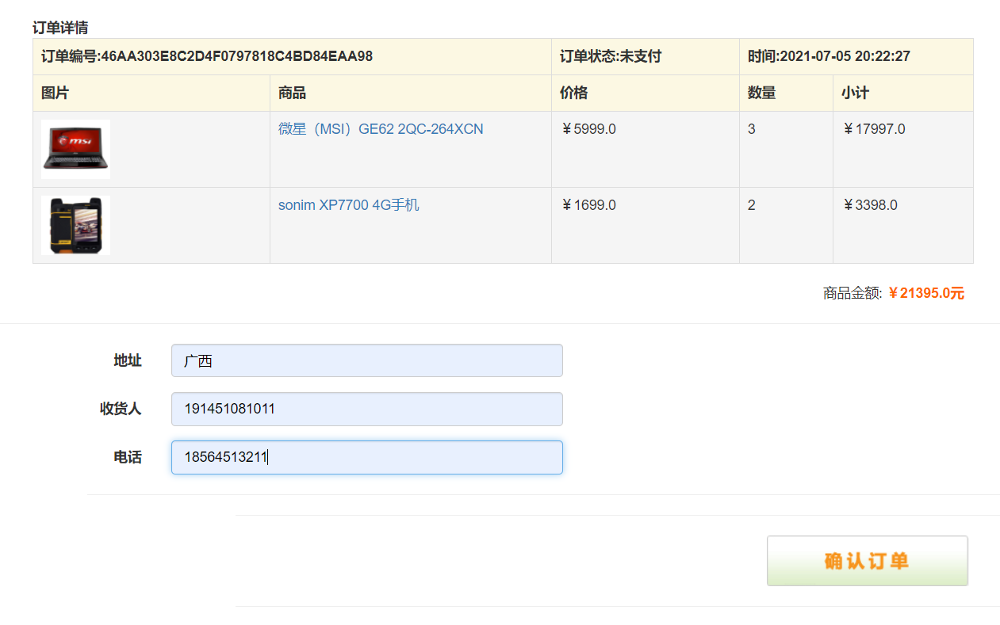 订单详情
订单编号:46AA303E8C2D4F0797818C4BD84EAA98 订单状态:未支付 时间:2021-07-05 20:22:27
图片 商品 价格 数量 小计
msi 微星（MSI）GE62 2QC-264XCN ￥5999.0 3 ￥17997.0
sonim XP7700 4G手机 ￥1699.0 2 ￥3398.0
商品金额: ￥21395.0元
地址 广西
收货人 191451081011
电话 18564513211
确认订单